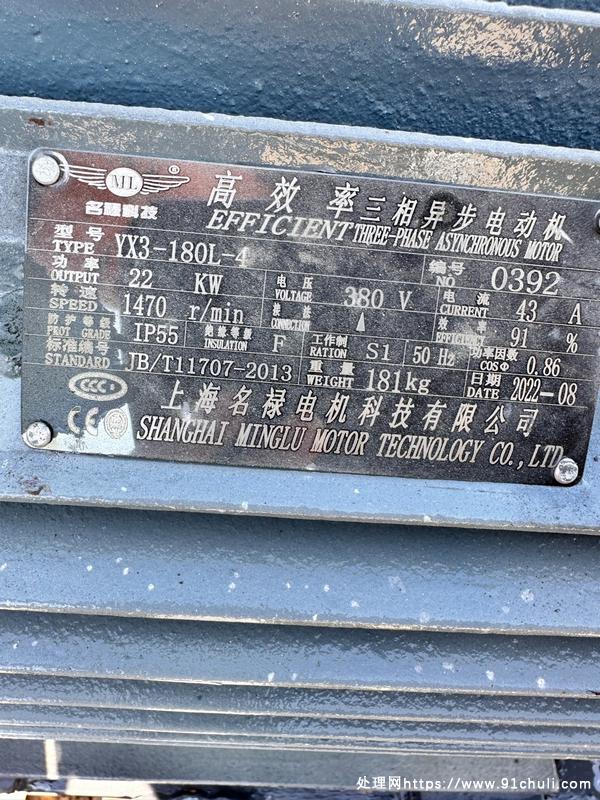 ML ®
名禄科技
高效率三相异步电动机
EFFICIENT THREE-PHASE ASYNCHRONOUS MOTOR
型号 TYPE YX3-180L-4 编号 NO 0392
功率 OUTPUT 22 KW 电压 VOLTAGE 380 V 电流 CURRENT 43 A
转速 SPEED 1470 r/min 接法 CONNECTION △ 效率 EFFICIENCY 91 %
防护等级 PROT GRADE IP55 绝缘等级 INSULATION F 工作制 RATION S1 50 Hz 功率因数 COSΦ 0.86
标准编号 STANDARD JB/T11707-2013 重量 WEIGHT 181kg 日期 DATE 2022-08
CCC
CE
上海名禄电机科技有限公司
SHANGHAI MINGLU MOTOR TECHNOLOGY CO.,LTD
处理网https://www.91chuli.com